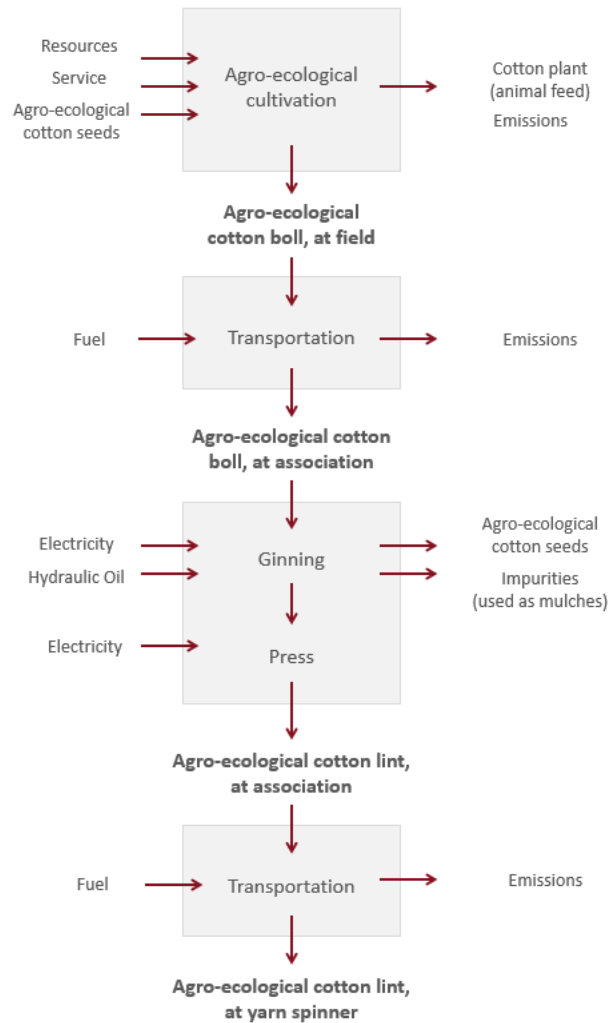 Resources
Service
Agro-ecological
cotton seeds
Agro-ecological
cultivation
Cotton plant
(animal feed)
Emissions
Agro-ecological
cotton boll, at field
Fuel
Transportation
Emissions
Agro-ecological cotton
boll, at association
Electricity
Hydraulic Oil
Ginning
Agro-ecological
cotton seeds
Impurities
(used as mulches)
Electricity
Press
Agro-ecological cotton lint,
at association
Fuel
Transportation
Emissions
Agro-ecological cotton lint,
at yarn spinner